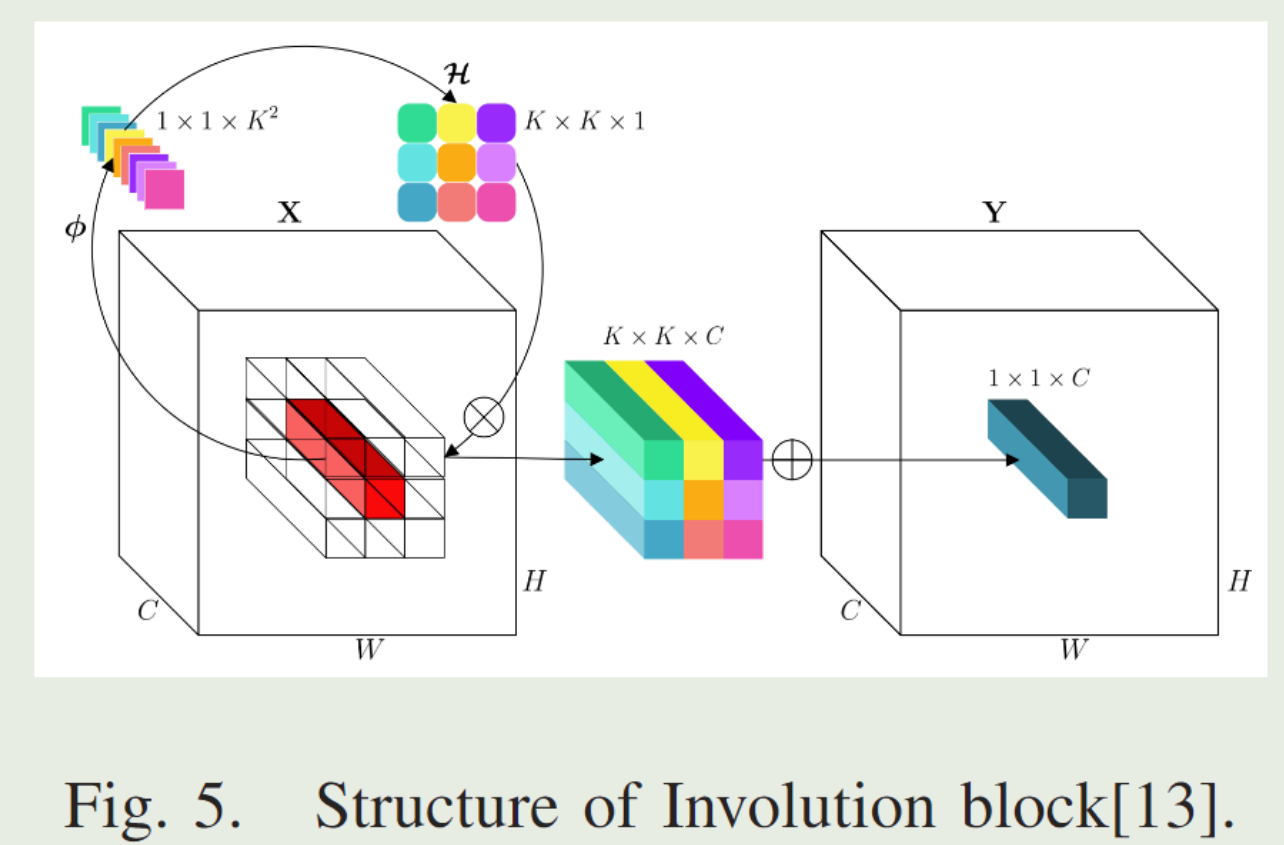 𝓗
1 × 1 × K²
K × K × 1
ϕ
X
Y
K × K × C
1 × 1 × C
H
H
C
C
W
W
Fig. 5. Structure of Involution block[13].